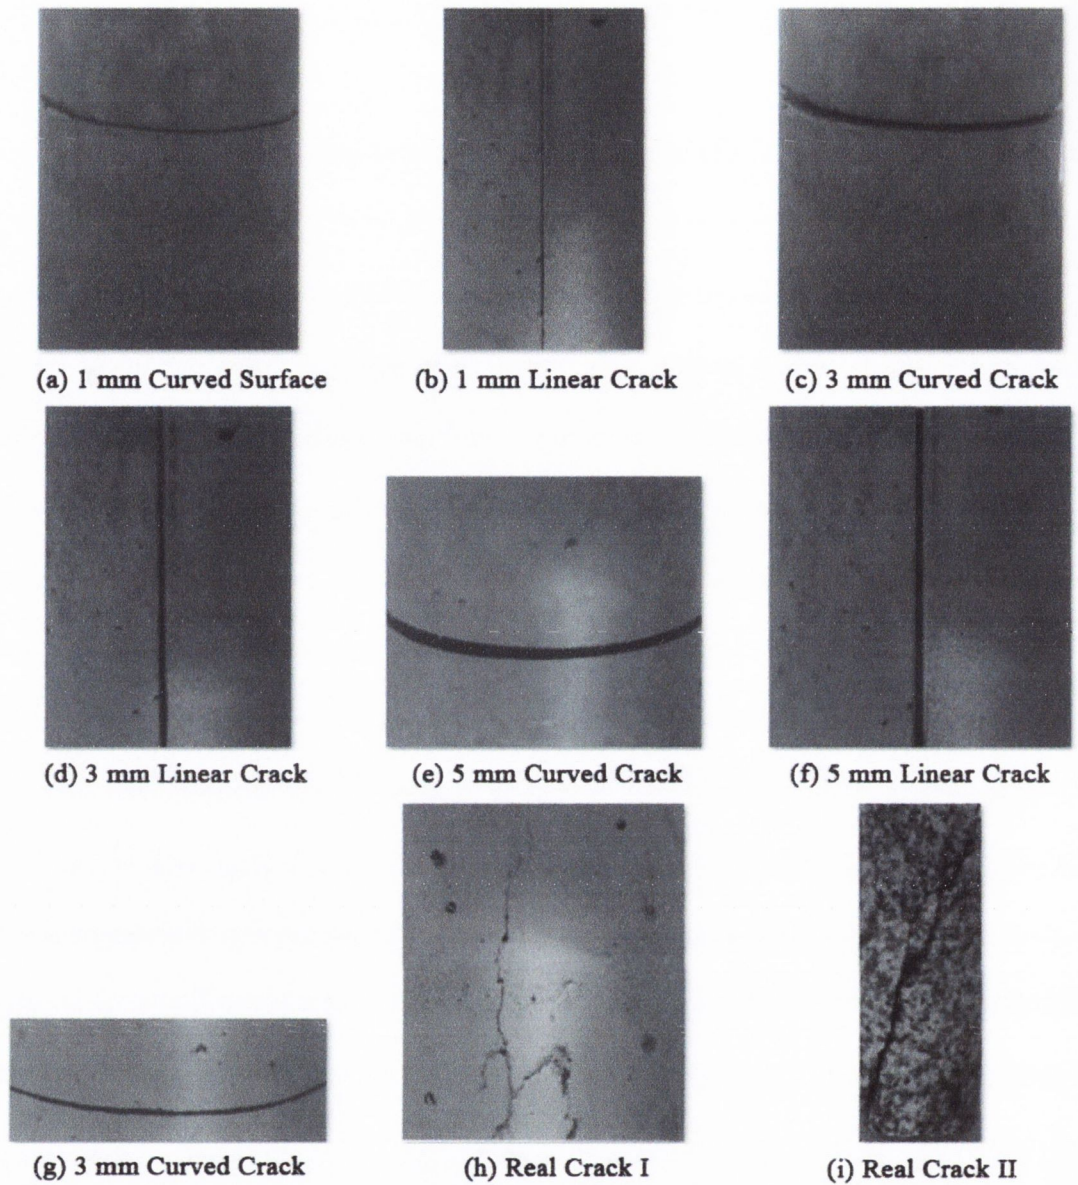 (a) 1 mm Curved Surface
(b) 1 mm Linear Crack
(c) 3 mm Curved Crack
(d) 3 mm Linear Crack
(e) 5 mm Curved Crack
(f) 5 mm Linear Crack
(g) 3 mm Curved Crack
(h) Real Crack I
(i) Real Crack II